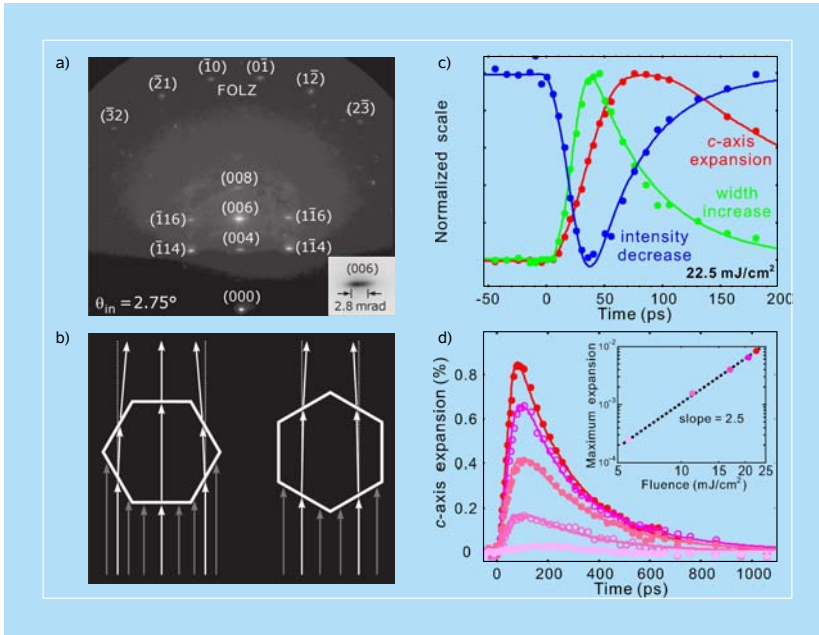 a)
(1̄0) (01̄)
(2̄1) (12̄)
FOLZ
(3̄2) (23̄)
(008)
(1̄16) (006) (11̄6)
(1̄14) (004) (11̄4)
(006)
2.8 mrad
θin = 2.75°
(000)
b)
c)
Normalized scale
c-axis
expansion
width
increase
intensity
decrease
22.5 mJ/cm²
-50 0 50 100 150 200
Time (ps)
d)
c-axis expansion (%)
0.8
0.6
0.4
0.2
0
0 200 400 600 800 1000
Time (ps)
Maximum expansion
10⁻²
10⁻³
10⁻⁴
slope = 2.5
5 10 15 20 25
Fluence (mJ/cm²)